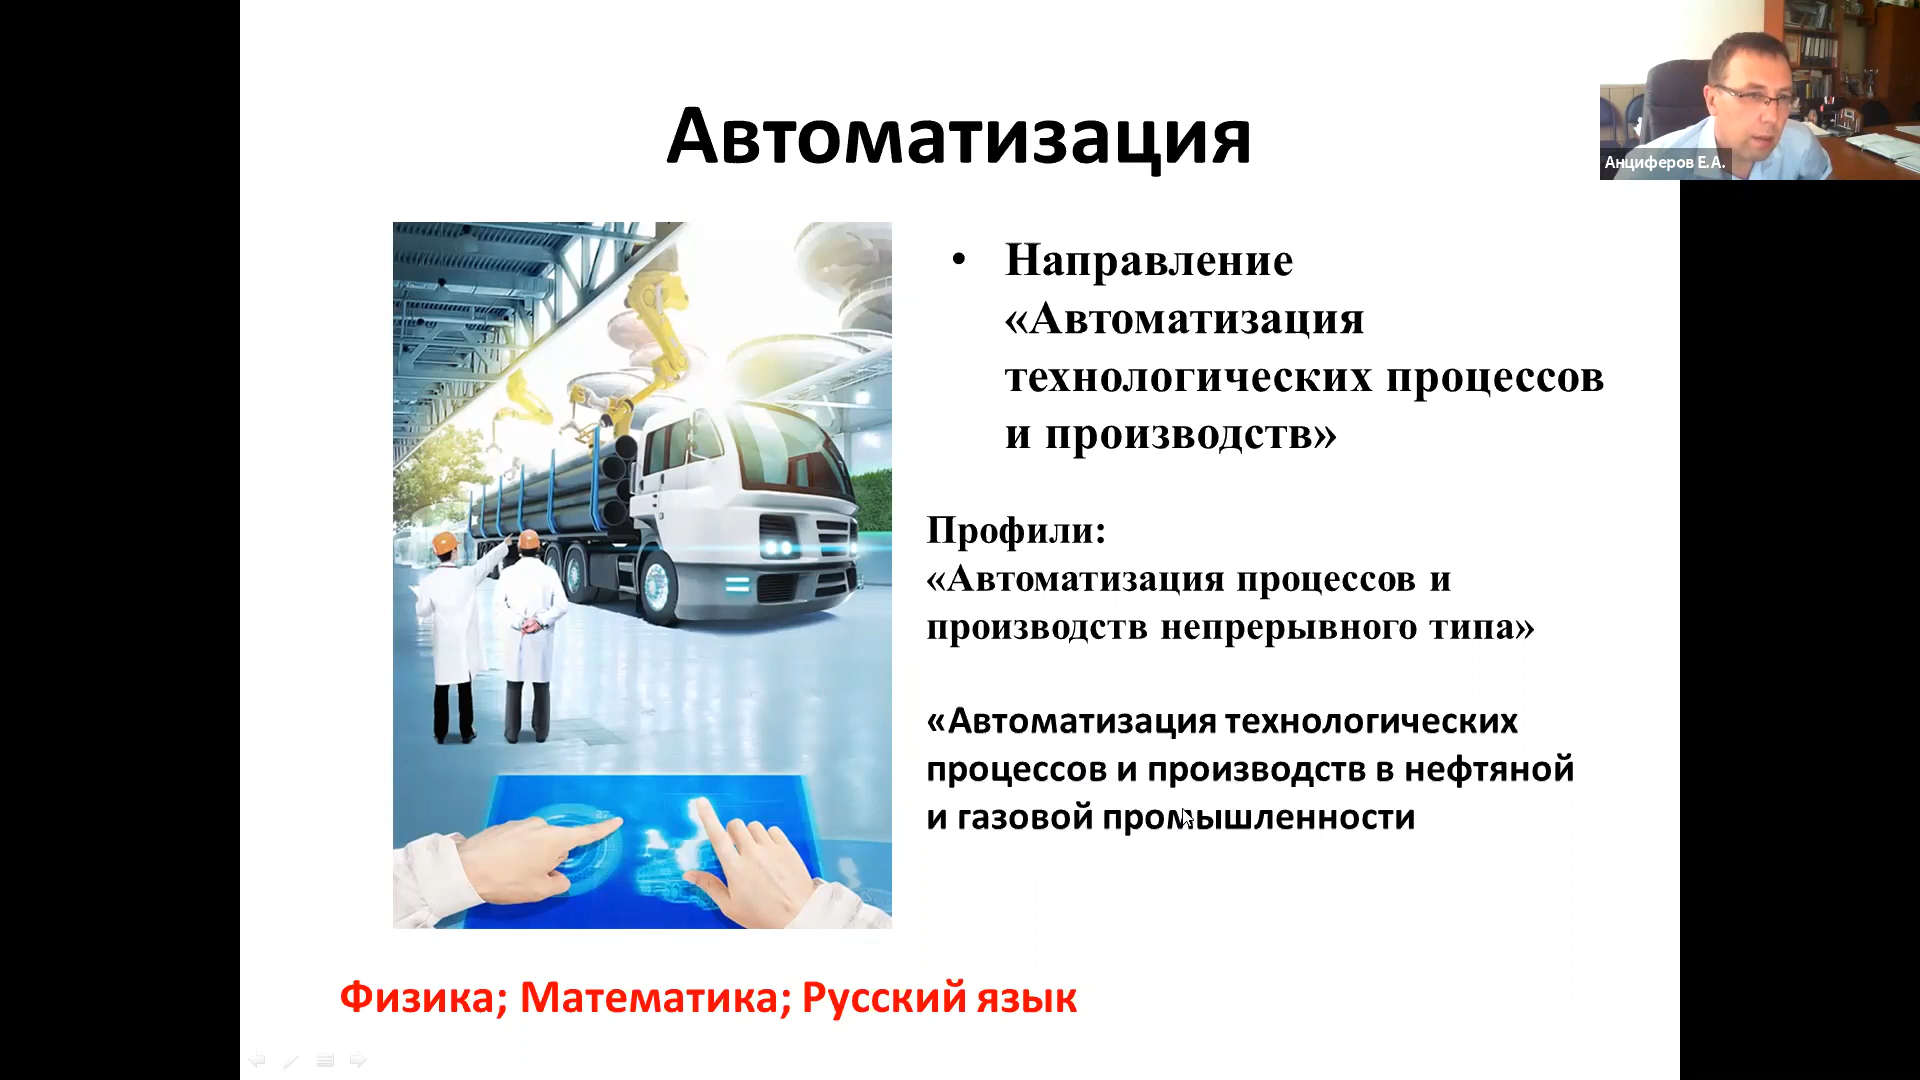 Автоматизация
Анциферов Е.А.
• Направление
«Автоматизация
технологических процессов
и производств»
Профили:
«Автоматизация процессов и
производств непрерывного типа»
«Автоматизация технологических
процессов и производств в нефтяной
и газовой промышленности
Физика; Математика; Русский язык